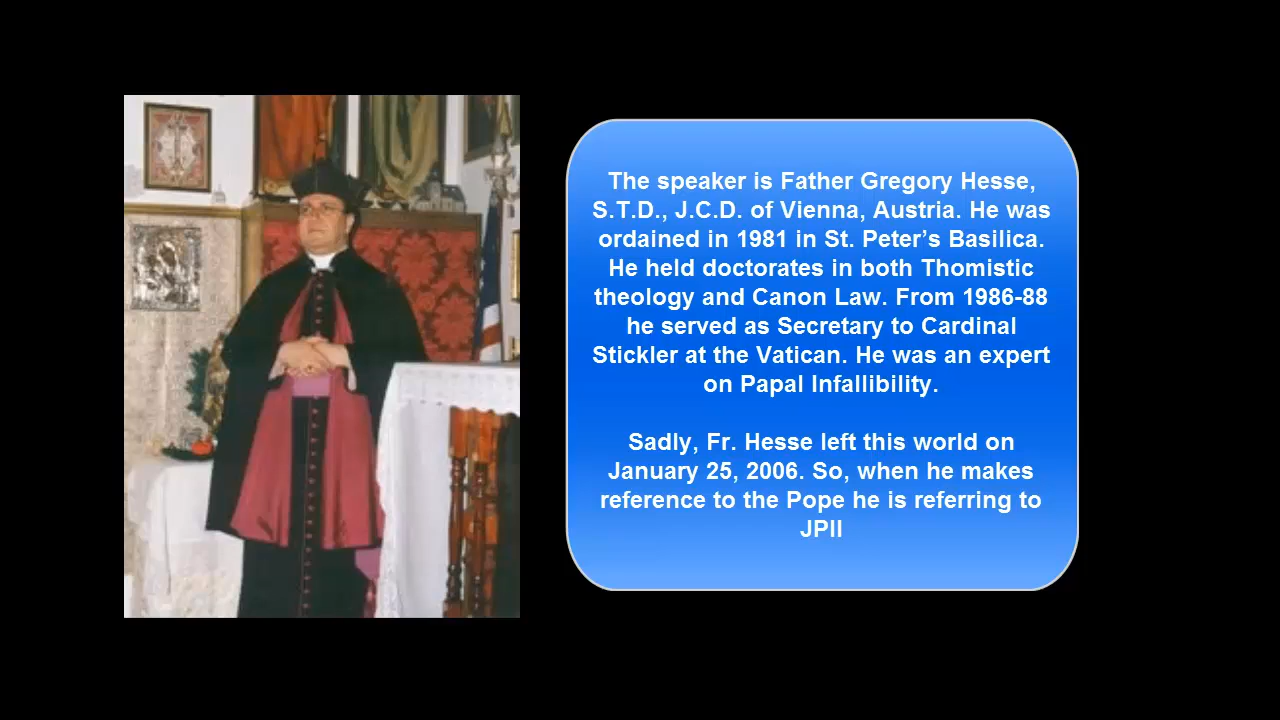 The speaker is Father Gregory Hesse,
S.T.D., J.C.D. of Vienna, Austria. He was
ordained in 1981 in St. Peter’s Basilica.
He held doctorates in both Thomistic
theology and Canon Law. From 1986-88
he served as Secretary to Cardinal
Stickler at the Vatican. He was an expert
on Papal Infallibility.
Sadly, Fr. Hesse left this world on
January 25, 2006. So, when he makes
reference to the Pope he is referring to
JPII